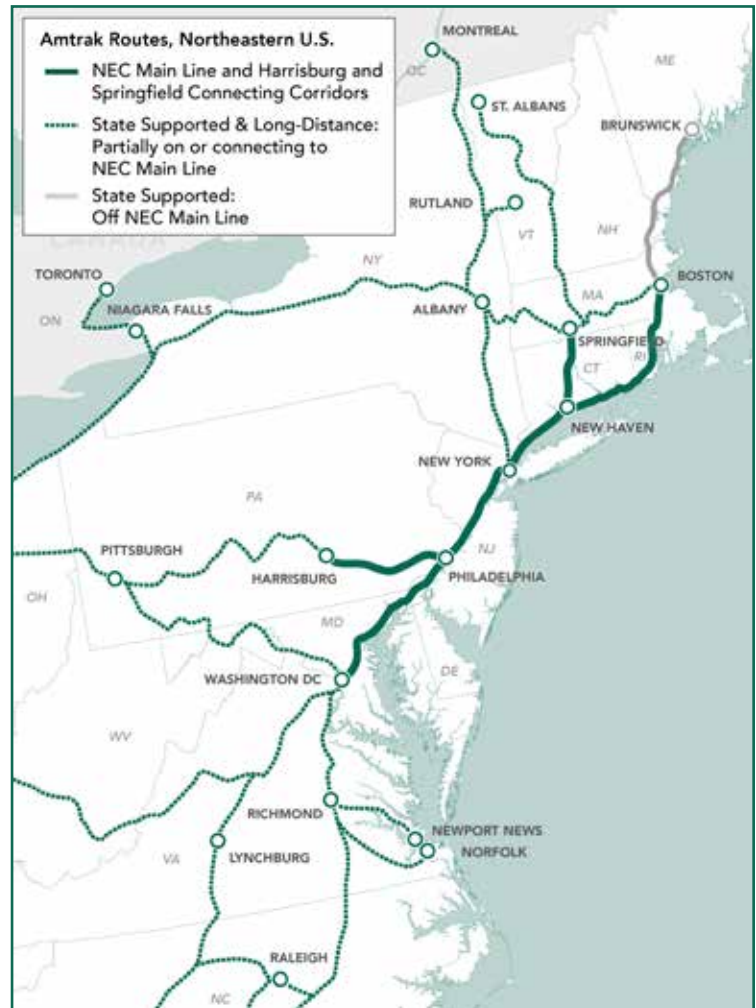 Amtrak Routes, Northeastern U.S.
NEC Main Line and Harrisburg and
Springfield Connecting Corridors
State Supported & Long-Distance:
Partially on or connecting to
NEC Main Line
State Supported:
Off NEC Main Line
MONTREAL
QC
ME
ST. ALBANS
BRUNSWICK
RUTLAND
VT
NH
CANADA
NY
TORONTO
BOSTON
ON
NIAGARA FALLS
ALBANY
MA
SPRINGFIELD
CT
RI
NEW HAVEN
NEW YORK
PA
PITTSBURGH
NJ
HARRISBURG
PHILADELPHIA
OH
MD
WASHINGTON DC
DE
WV
RICHMOND
NEWPORT NEWS
NORFOLK
VA
LYNCHBURG
RALEIGH
NC